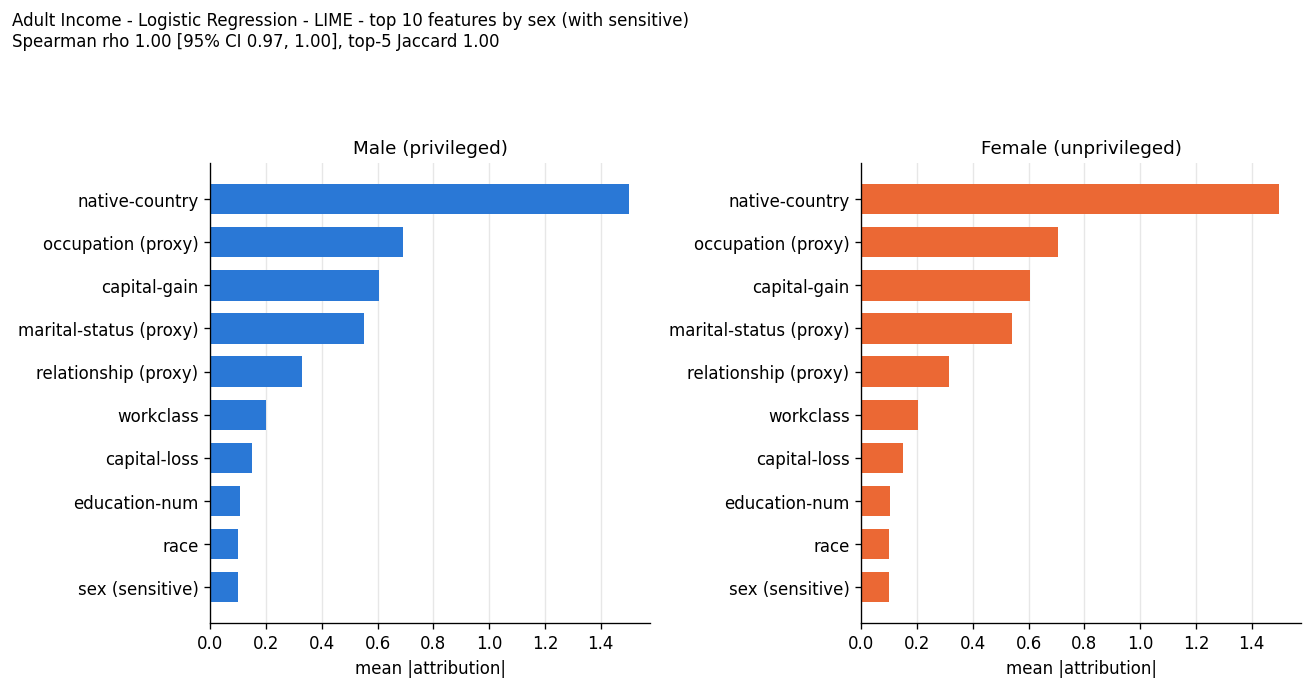 Adult Income - Logistic Regression - LIME - top 10 features by sex (with sensitive)
Spearman rho 1.00 [95% CI 0.97, 1.00], top-5 Jaccard 1.00
Male (privileged)
native-country
occupation (proxy)
capital-gain
marital-status (proxy)
relationship (proxy)
workclass
capital-loss
education-num
race
sex (sensitive)
0.0 0.2 0.4 0.6 0.8 1.0 1.2 1.4
mean |attribution|
Female (unprivileged)
native-country
occupation (proxy)
capital-gain
marital-status (proxy)
relationship (proxy)
workclass
capital-loss
education-num
race
sex (sensitive)
0.0 0.2 0.4 0.6 0.8 1.0 1.2 1.4
mean |attribution|